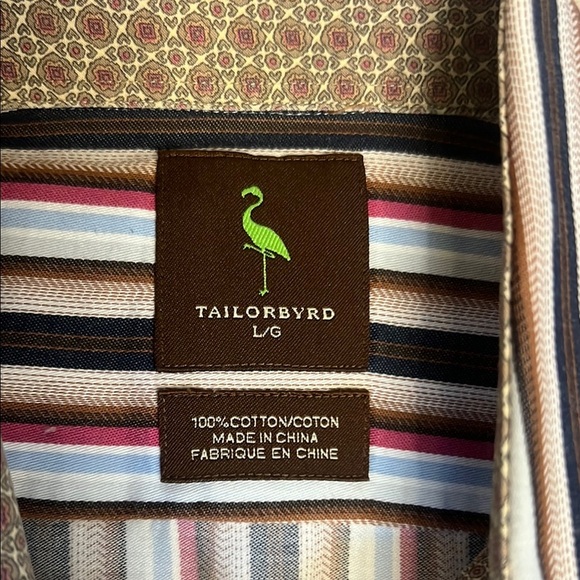 TAILORBYRD
L/G
100% COTTON/COTON
MADE IN CHINA
FABRIQUE EN CHINE